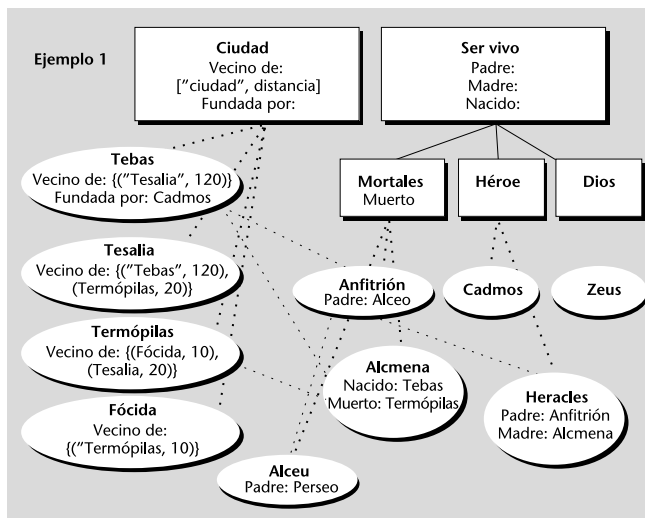 Ejemplo 1
Ciudad
Vecino de:
["ciudad", distancia]
Fundada por:
Ser vivo
Padre:
Madre:
Nacido:
Tebas
Vecino de: {("Tesalia", 120)}
Fundada por: Cadmos
Mortales
Muerto
Héroe
Dios
Tesalia
Vecino de: {("Tebas", 120),
(Termópilas, 20)}
Anfitrión
Padre: Alceo
Cadmos
Zeus
Termópilas
Vecino de: {(Fócida, 10),
(Tesalia, 20)}
Alcmena
Nacido: Tebas
Muerto: Termópilas
Heracles
Padre: Anfitrión
Madre: Alcmena
Fócida
Vecino de:
{("Termópilas, 10)}
Alceu
Padre: Perseo